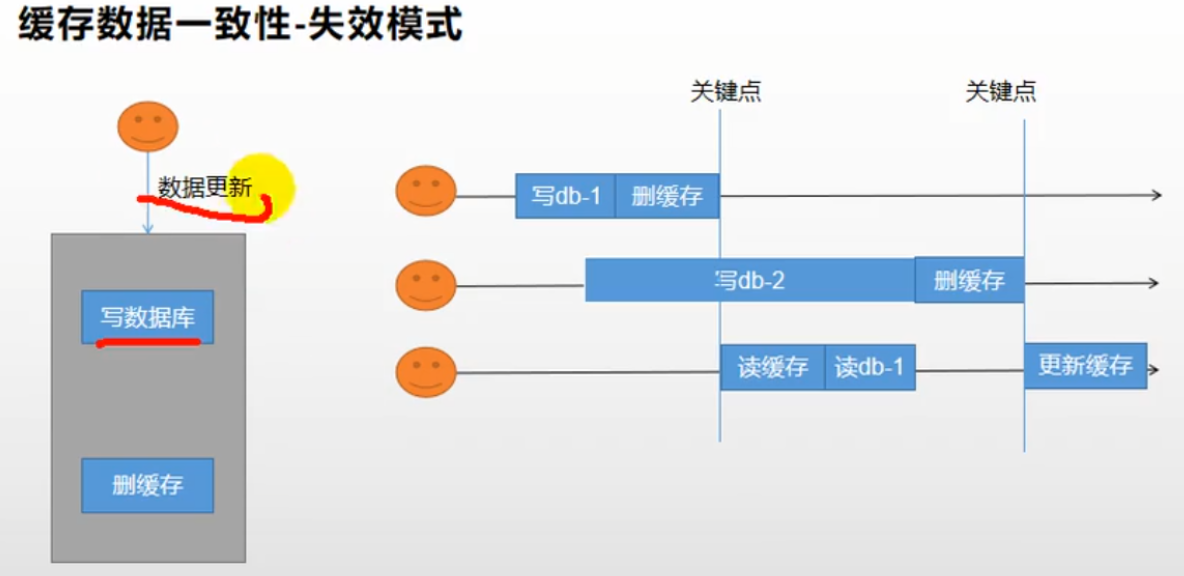 缓存数据一致性-失效模式
数据更新
写数据库
删缓存
关键点
关键点
写db-1
删缓存
写db-2
删缓存
读缓存
读db-1
更新缓存